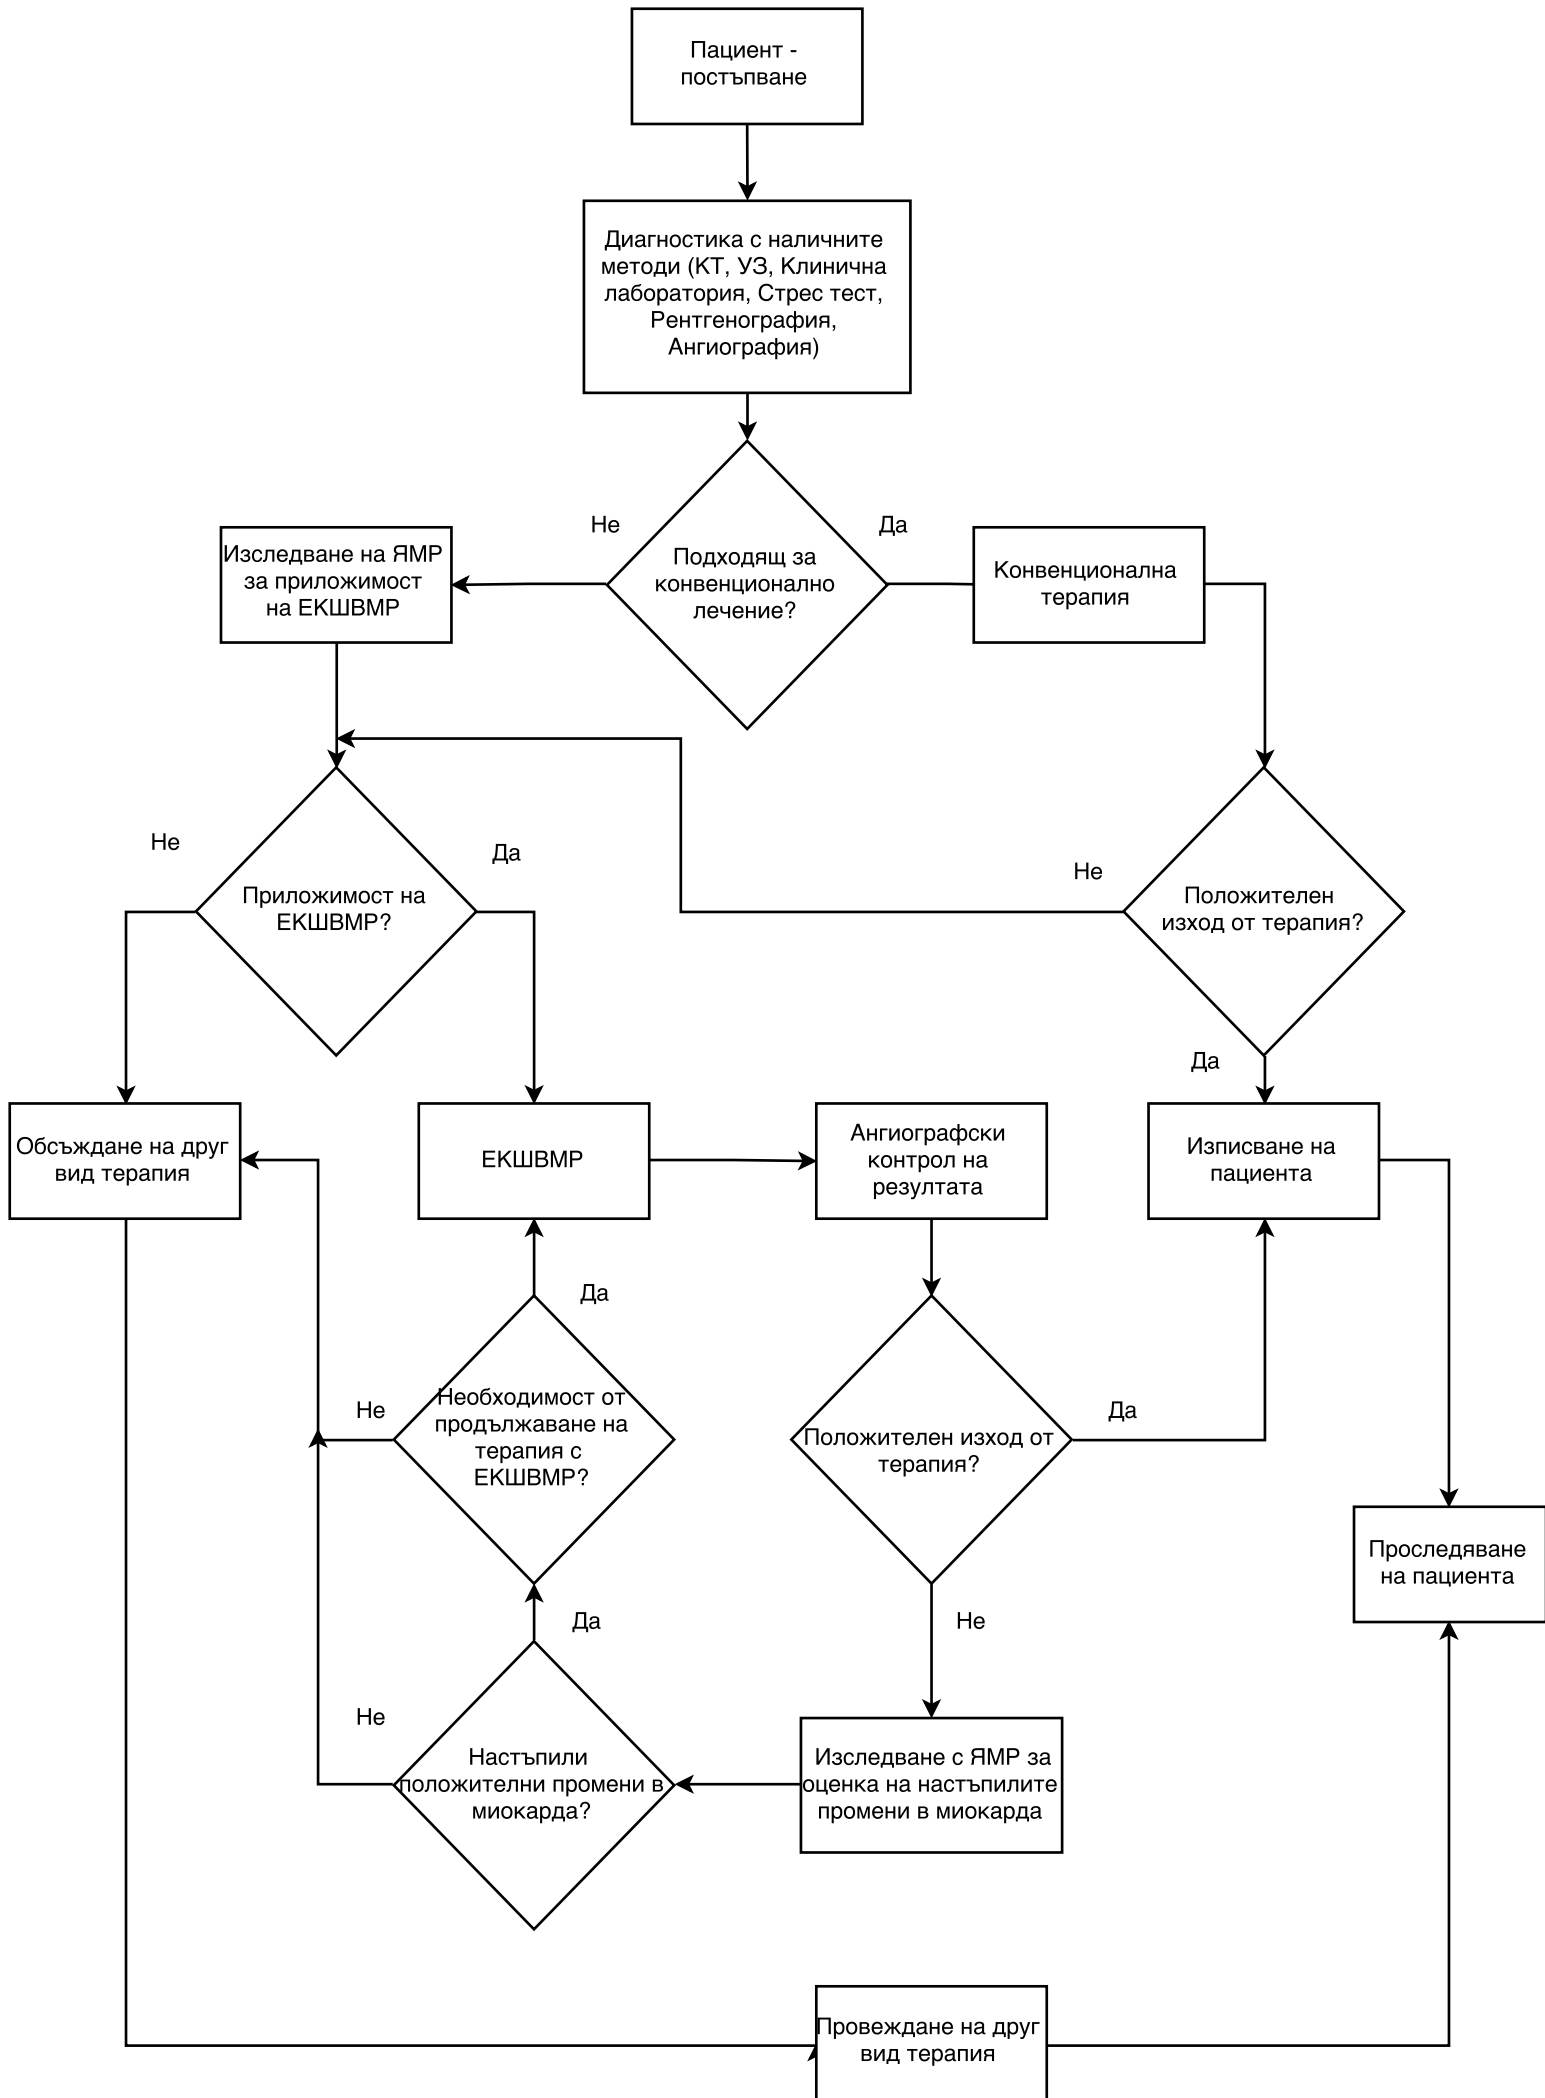 Пациент -
постъпване
Диагностика с наличните
методи (КТ, УЗ, Клинична
лаборатория, Стрес тест,
Рентгенография,
Ангиография)
Не
Да
Подходящ за
конвенционално
лечение?
Изследване на ЯМР
за приложимост
на ЕКШВМР
Конвенционална
терапия
Не
Да
Приложимост на
ЕКШВМР?
Не
Положителен
изход от терапия?
Да
Обсъждане на друг
вид терапия
ЕКШВМР
Ангиографски
контрол на
резултата
Изписване на
пациента
Да
Не
Необходимост от
продължаване на
терапия с
ЕКШВМР?
Положителен изход от
терапия?
Да
Проследяване
на пациента
Да
Не
Не
Настъпили
положителни промени в
миокарда?
Изследване с ЯМР за
оценка на настъпилите
промени в миокарда
Провеждане на друг
вид терапия